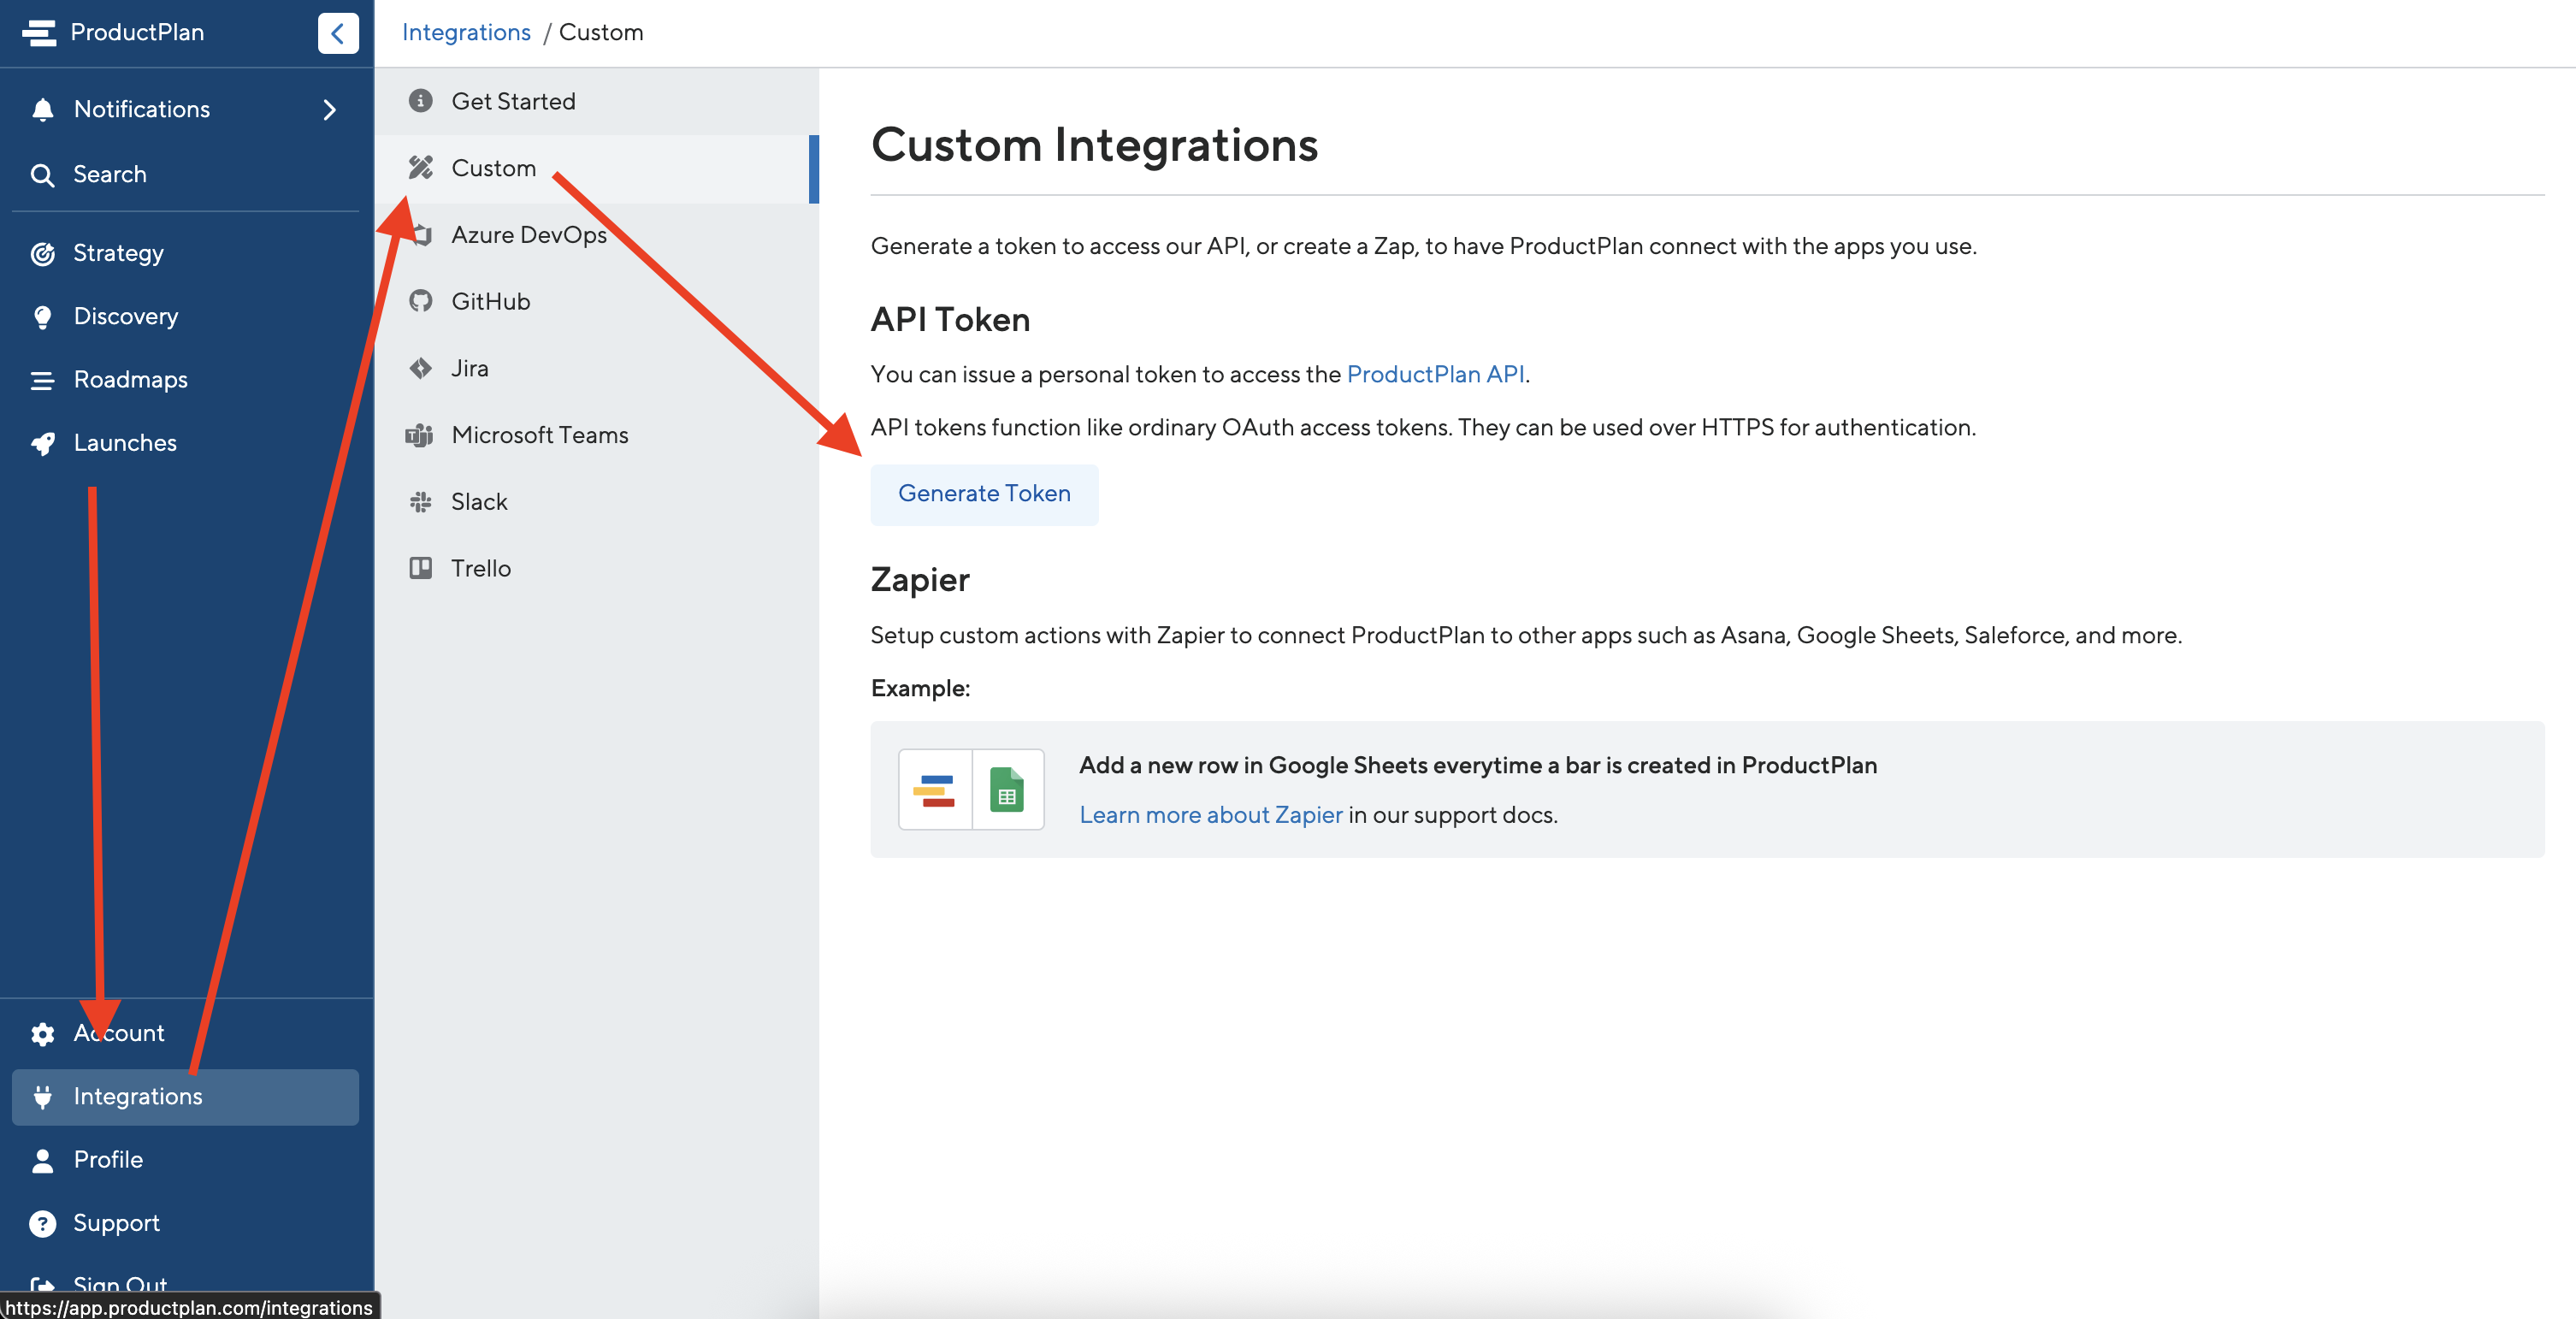 ProductPlan
Notifications
Search
Strategy
Discovery
Roadmaps
Launches
Account
Integrations
Profile
Support
Sign Out
https://app.productplan.com/integrations
Integrations / Custom
Get Started
Custom
Azure DevOps
GitHub
Jira
Microsoft Teams
Slack
Trello
Custom Integrations
Generate a token to access our API, or create a Zap, to have ProductPlan connect with the apps you use.
API Token
You can issue a personal token to access the ProductPlan API.
API tokens function like ordinary OAuth access tokens. They can be used over HTTPS for authentication.
Generate Token
Zapier
Setup custom actions with Zapier to connect ProductPlan to other apps such as Asana, Google Sheets, Saleforce, and more.
Example:
Add a new row in Google Sheets everytime a bar is created in ProductPlan
Learn more about Zapier in our support docs.